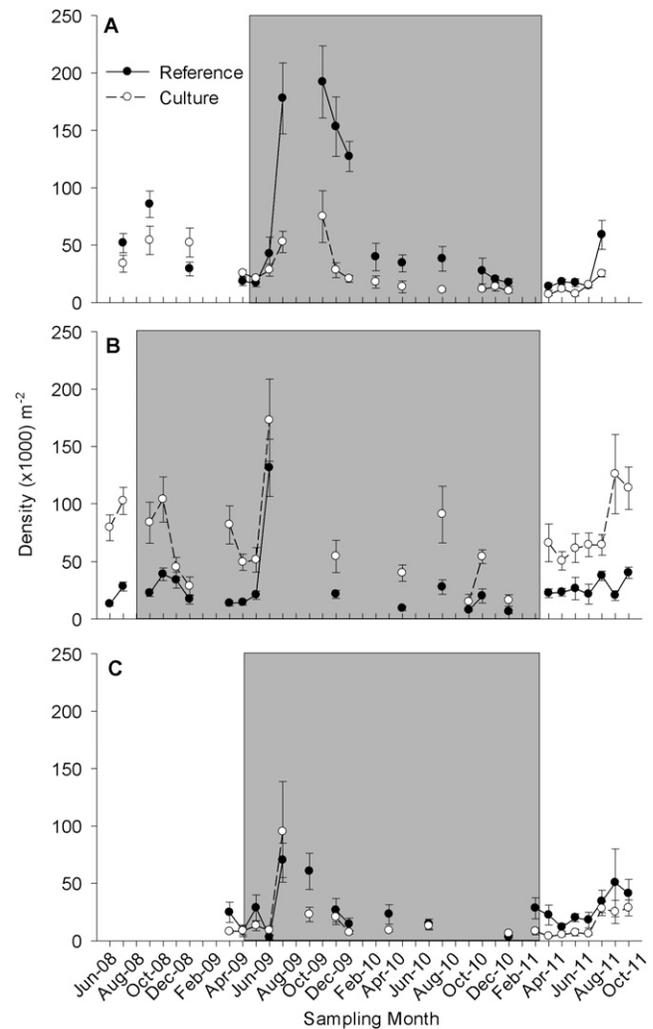 250
A
Reference
Culture
200
150
100
50
0
250
B
200
150
100
50
0
Density (x1000) m-2
250
C
200
150
100
50
0
Jun-08 Aug-08 Oct-08 Dec-08 Feb-09 Apr-09 Jun-09 Aug-09 Oct-09 Dec-09 Feb-10 Apr-10 Jun-10 Aug-10 Oct-10 Dec-10 Feb-11 Apr-11 Jun-11 Aug-11 Oct-11
Sampling Month